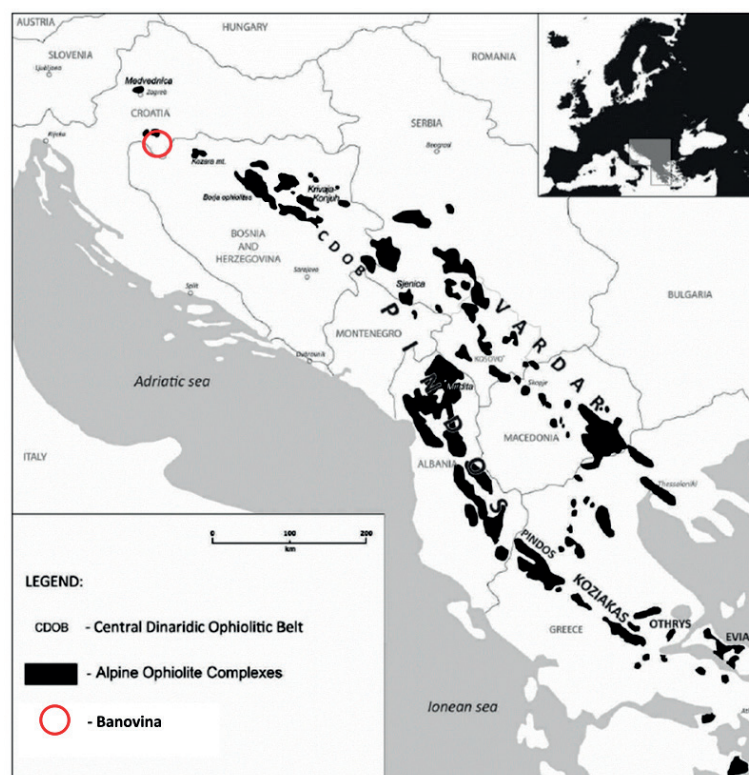 AUSTRIA
HUNGARY
SLOVENIA
Ljubljana
ROMANIA
Medvednica
Zagreb
CROATIA
Rijeka
SERBIA
Beograd
Kozara mt.
Borja ophiolites
Krivaja-
Konjuh
CDOB
BOSNIA
AND
HERZEGOVINA
Sarajevo
Split
Sjenica
BULGARIA
MONTENEGRO
VARDAR
PINDOS
Dubrovnik
KOSOVO
Adriatic sea
Mirdita
Skopje
ITALY
MACEDONIA
ALBANIA
Thessaloniki
PINDOS
KOZIAKAS
GREECE
OTHRYS
EVIA
Ionean sea
0 100 200
km
LEGEND:
CDOB - Central Dinaridic Ophiolitic Belt
- Alpine Ophiolite Complexes
- Banovina